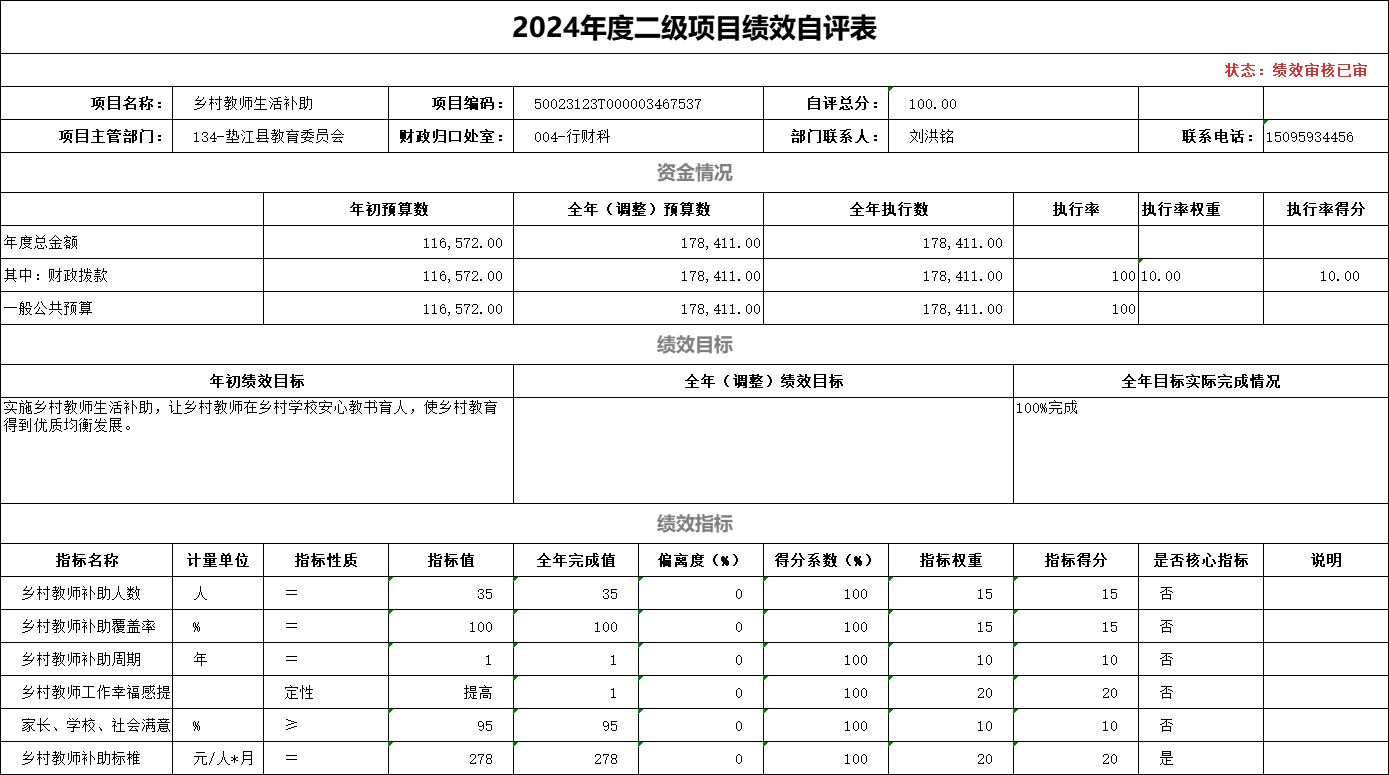 2024年度二级项目绩效自评表
状态：绩效审核已审
项目名称： 乡村教师生活补助 项目编码： 50023123T000003467537 自评总分： 100.00
项目主管部门： 134-垫江县教育委员会 财政归口处室： 004-行财科 部门联系人： 刘洪铭 联系电话： 15095934456
资金情况
年初预算数 全年（调整）预算数 全年执行数 执行率 执行率权重 执行率得分
年度总金额 116,572.00 178,411.00 178,411.00
其中：财政拨款 116,572.00 178,411.00 178,411.00 100 10.00 10.00
一般公共预算 116,572.00 178,411.00 178,411.00 100
绩效目标
年初绩效目标 全年（调整）绩效目标 全年目标实际完成情况
实施乡村教师生活补助，让乡村教师在乡村学校安心教书育人，使乡村教育 100%完成
得到优质均衡发展。
绩效指标
指标名称 计量单位 指标性质 指标值 全年完成值 偏离度（%） 得分系数（%） 指标权重 指标得分 是否核心指标 说明
乡村教师补助人数 人 ＝ 35 35 0 100 15 15 否
乡村教师补助覆盖率 % ＝ 100 100 0 100 15 15 否
乡村教师补助周期 年 ＝ 1 1 0 100 10 10 否
乡村教师工作幸福感提 定性 提高 1 0 100 20 20 否
家长、学校、社会满意 % ≥ 95 95 0 100 10 10 否
乡村教师补助标椎 元/人*月 ＝ 278 278 0 100 20 20 是